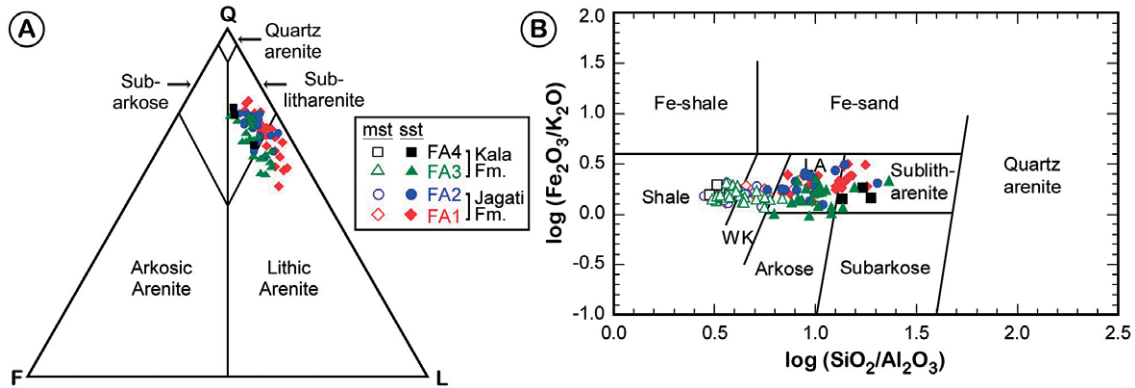 A
Q
Quartz
arenite
Sub-
arkose
Sub-
litharenite
mst sst
FA4 Kala
FA3 Fm.
FA2 Jagati
FA1 Fm.
Arkosic
Arenite
Lithic
Arenite
F
L
B
log (Fe₂O₃/K₂O)
2.0
1.5
1.0
0.5
0.0
-0.5
-1.0
Fe-shale
Fe-sand
Shale
WK
LA
Sublith-
arenite
Quartz
arenite
Arkose
Subarkose
0.0 0.5 1.0 1.5 2.0 2.5
log (SiO₂/Al₂O₃)